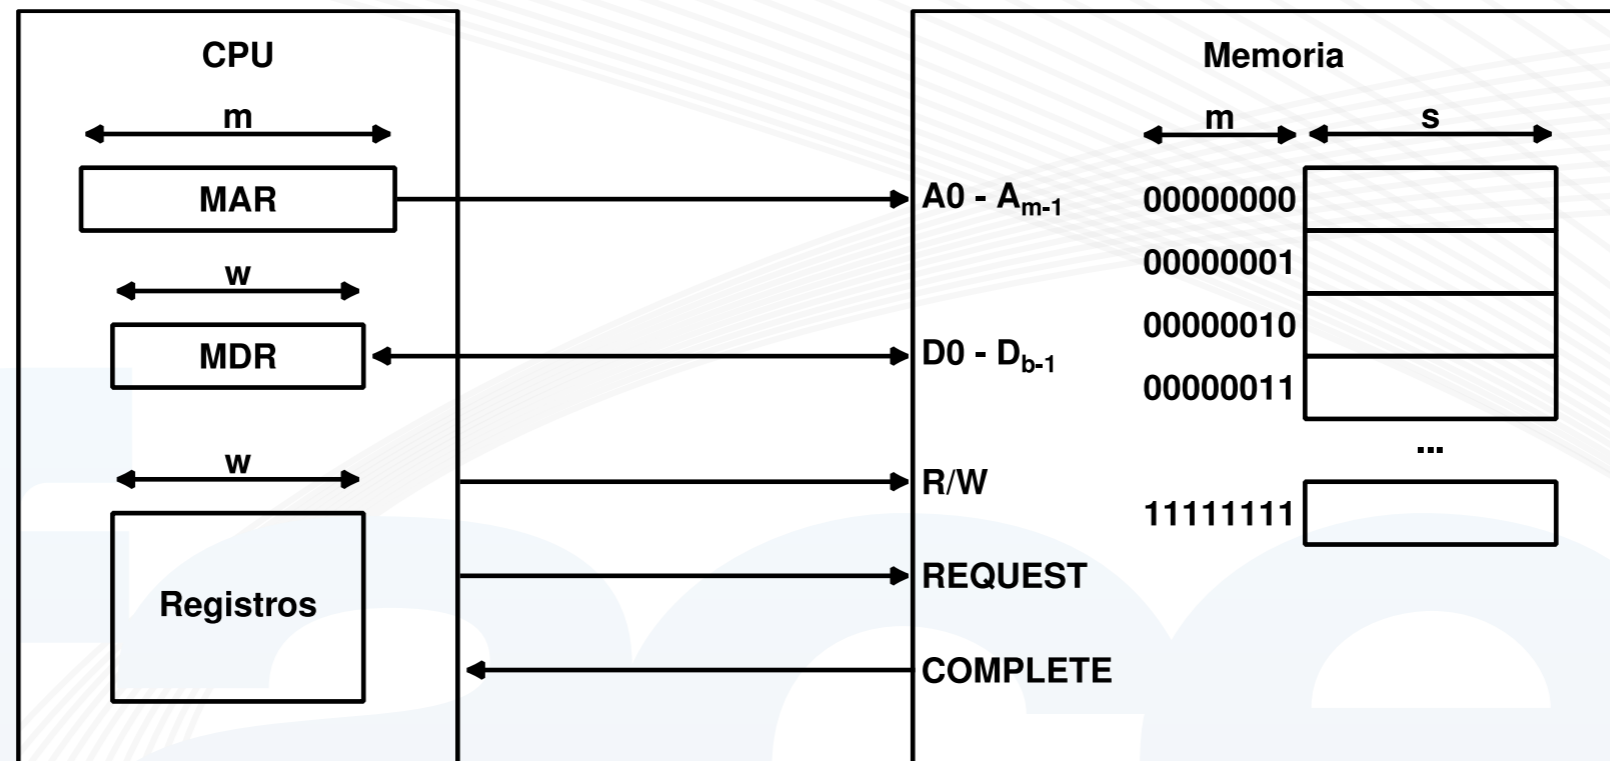 CPU
m
MAR
w
MDR
w
Registros
Memoria
m
s
A0 - Am-1
D0 - Db-1
R/W
REQUEST
COMPLETE
00000000
00000001
00000010
00000011
...
11111111